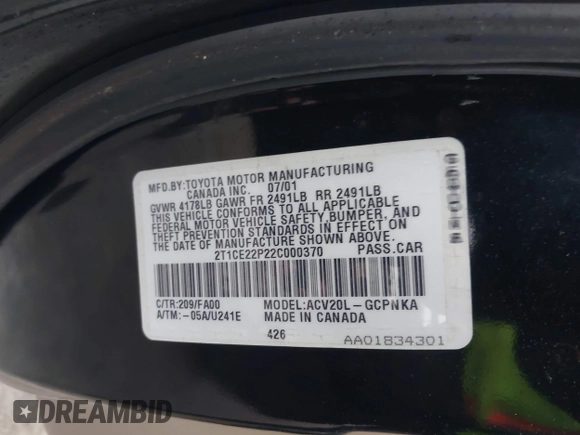 MFD.BY:TOYOTA MOTOR MANUFACTURING
CANADA INC. 07/01
GVWR 4178LB GAWR FR 2491LB RR 2491LB
THIS VEHICLE CONFORMS TO ALL APPLICABLE
FEDERAL MOTOR VEHICLE SAFETY,BUMPER, AND
THEFT PREVENTION STANDARDS IN EFFECT ON
THE DATE OF MANUFACTURE SHOWN ABOVE.
2T1CE22P22C000370 PASS.CAR
C/TR:209/FA00 MODEL:ACV20L-GCPNKA
A/TM:-05A/U241E MADE IN CANADA
426 AA01B34301
DREAMBID